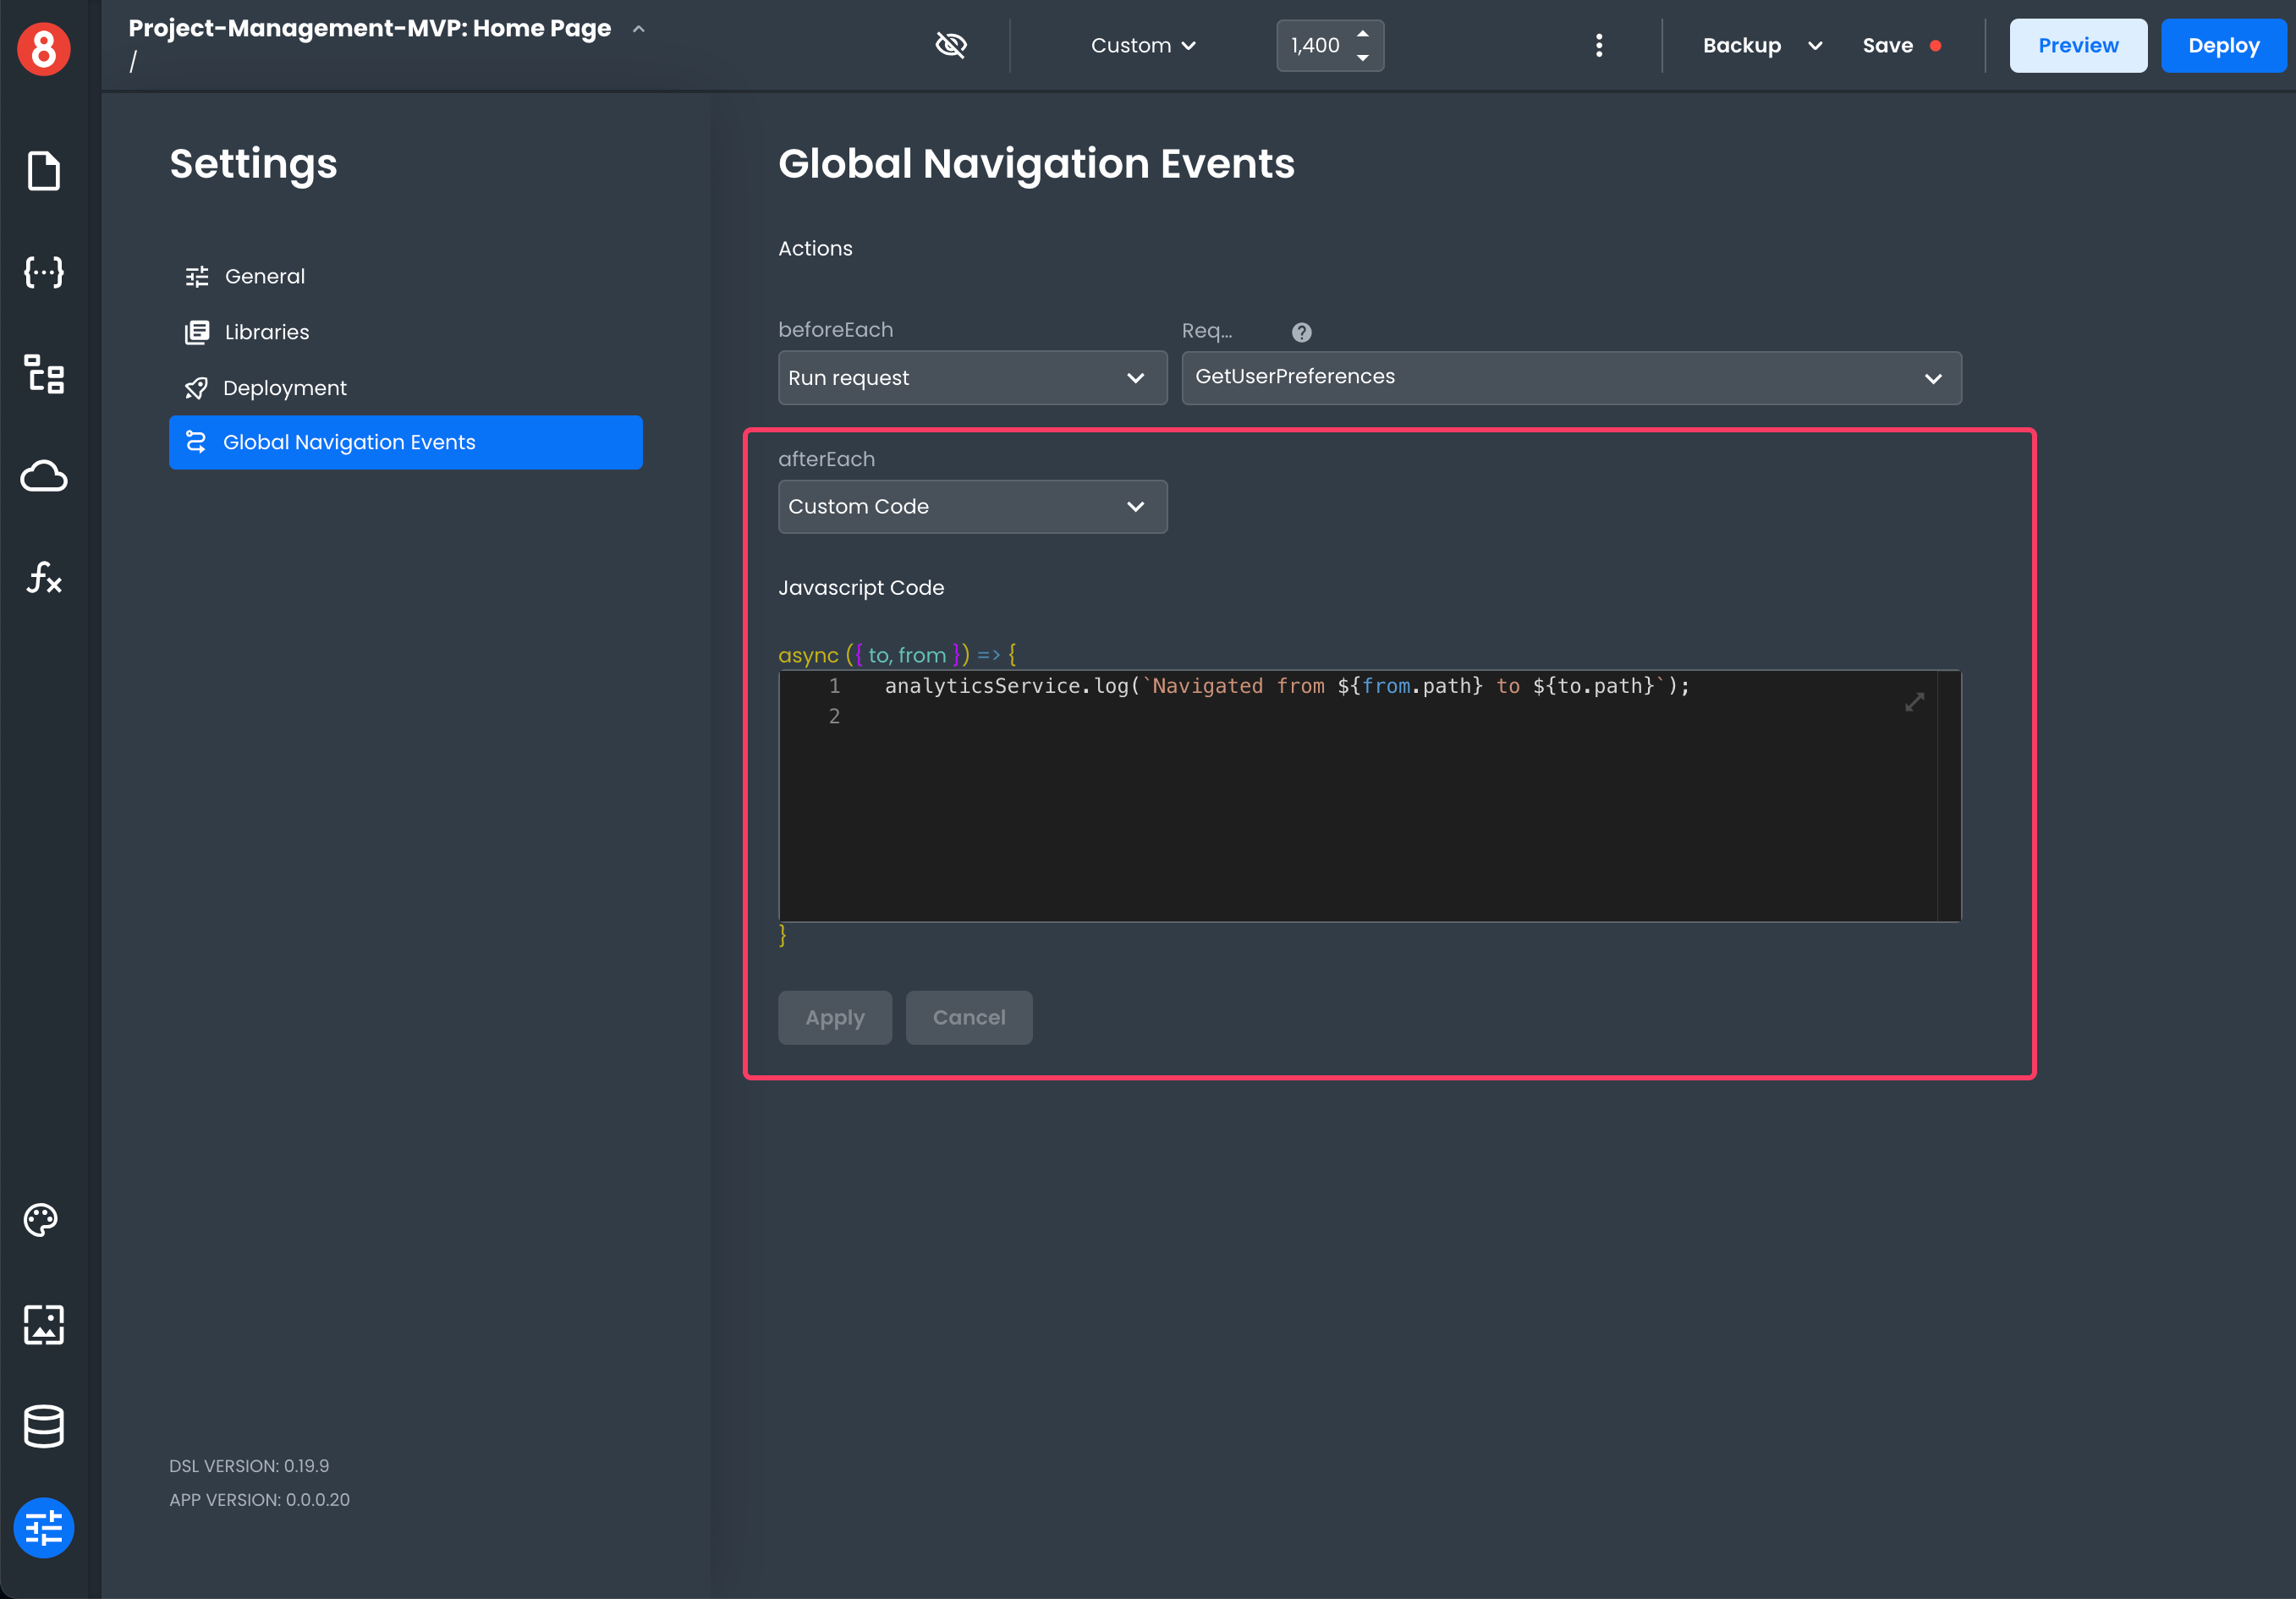 8
Project-Management-MVP: Home Page
/
Custom
1,400
Backup
Save
Preview
Deploy
Settings
General
Libraries
Deployment
Global Navigation Events
DSL VERSION: 0.19.9
APP VERSION: 0.0.0.20
Global Navigation Events
Actions
beforeEach
Req...
?
Run request
GetUserPreferences
afterEach
Custom Code
Javascript Code
async ({ to, from }) => {
1 analyticsService.log(`Navigated from ${from.path} to ${to.path}`);
2
}
Apply
Cancel